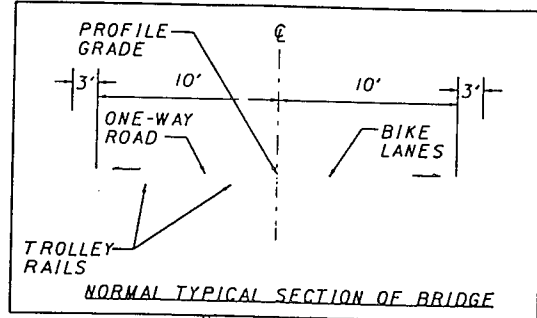 PROFILE GRADE
℄
3' 10' 10' 3'
ONE-WAY ROAD
BIKE LANES
TROLLEY RAILS
NORMAL TYPICAL SECTION OF BRIDGE